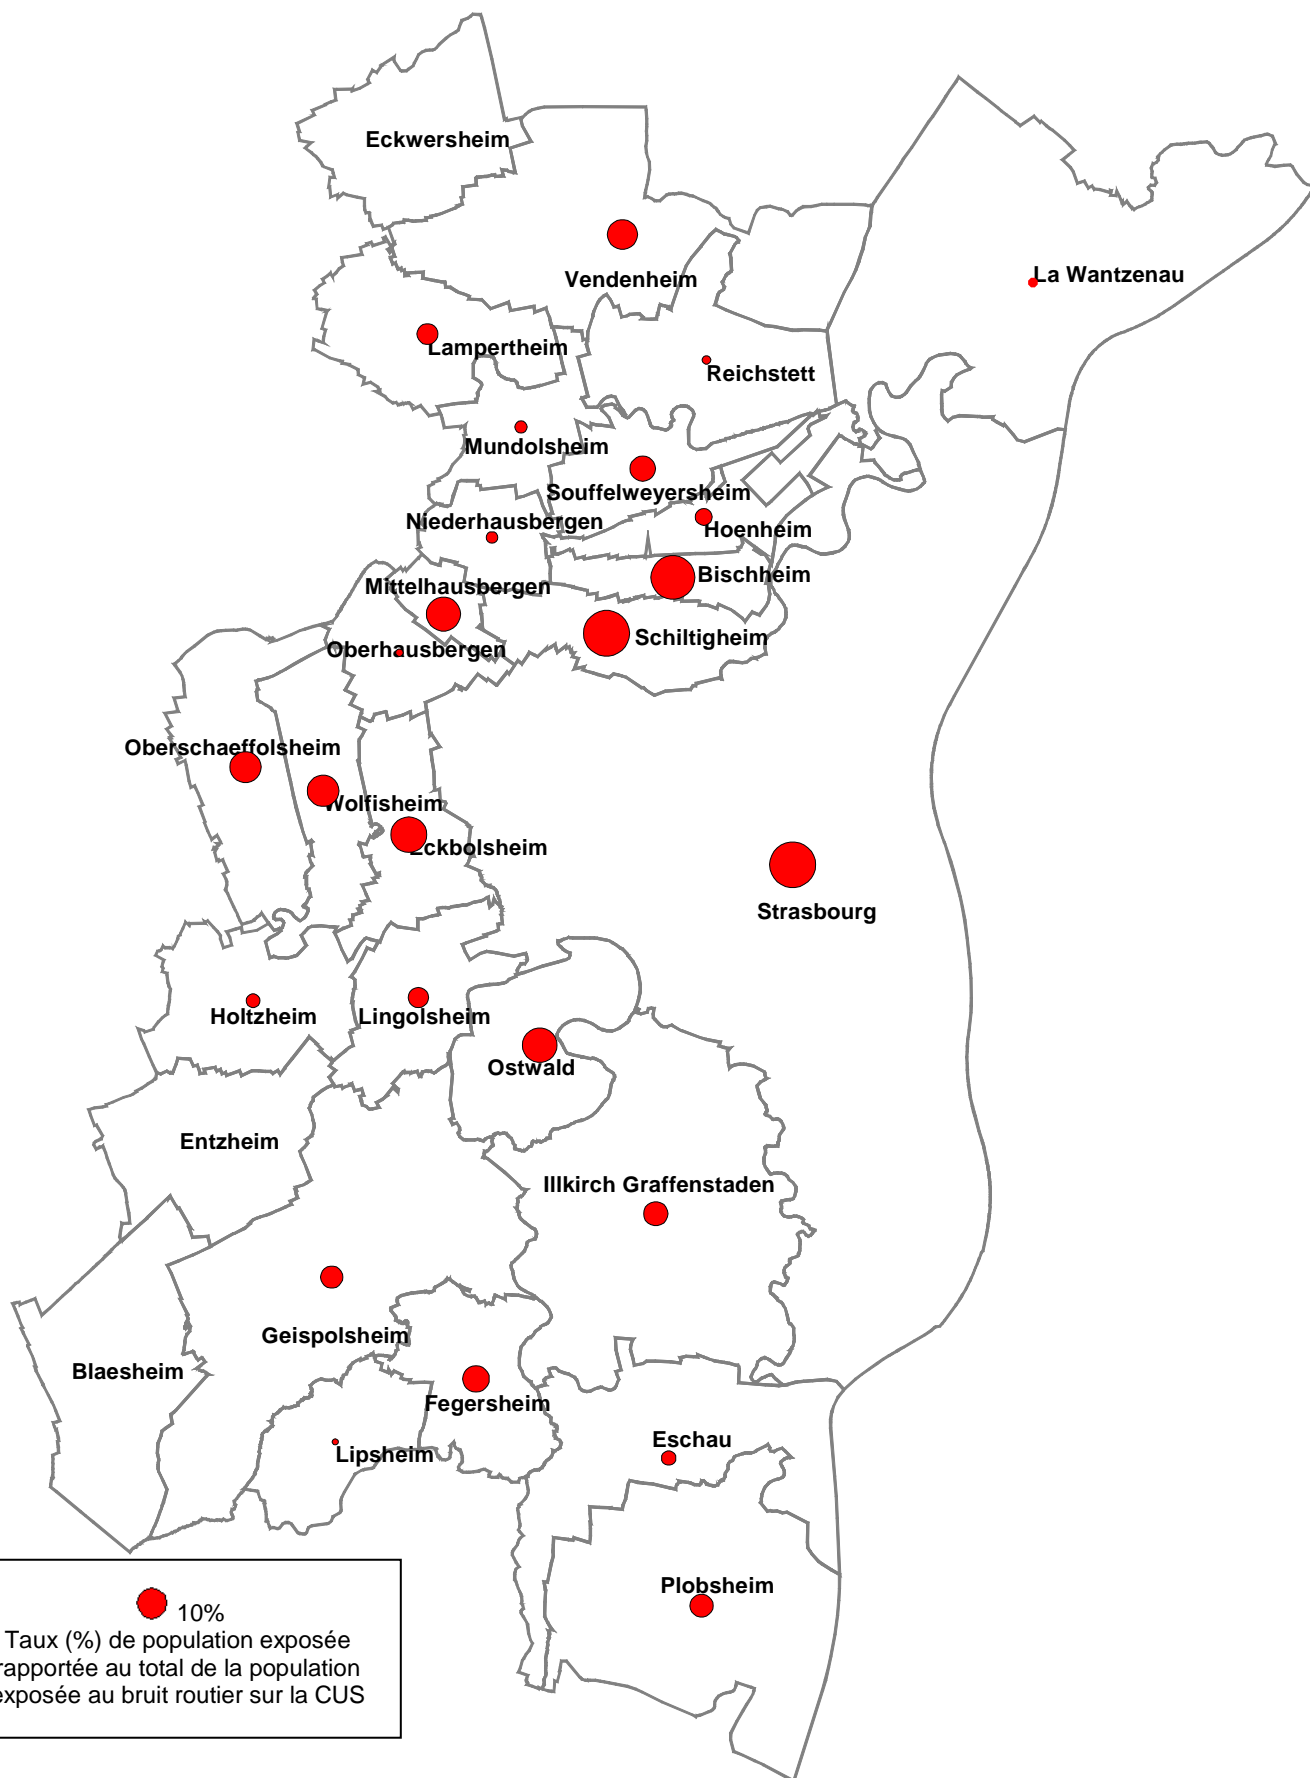 Eckwersheim
Vendenheim
La Wantzenau
Lampertheim
Reichstett
Mundolsheim
Souffelweyersheim
Niederhausbergen
Hoenheim
Bischheim
Mittelhausbergen
Schiltigheim
Oberhausbergen
Oberschaeffolsheim
Wolfisheim
Eckbolsheim
Strasbourg
Holtzheim
Lingolsheim
Ostwald
Entzheim
Illkirch Graffenstaden
Geispolsheim
Blaesheim
Fegersheim
Eschau
Lipsheim
Plobsheim
10%
Taux (%) de population exposée
rapportée au total de la population
exposée au bruit routier sur la CUS